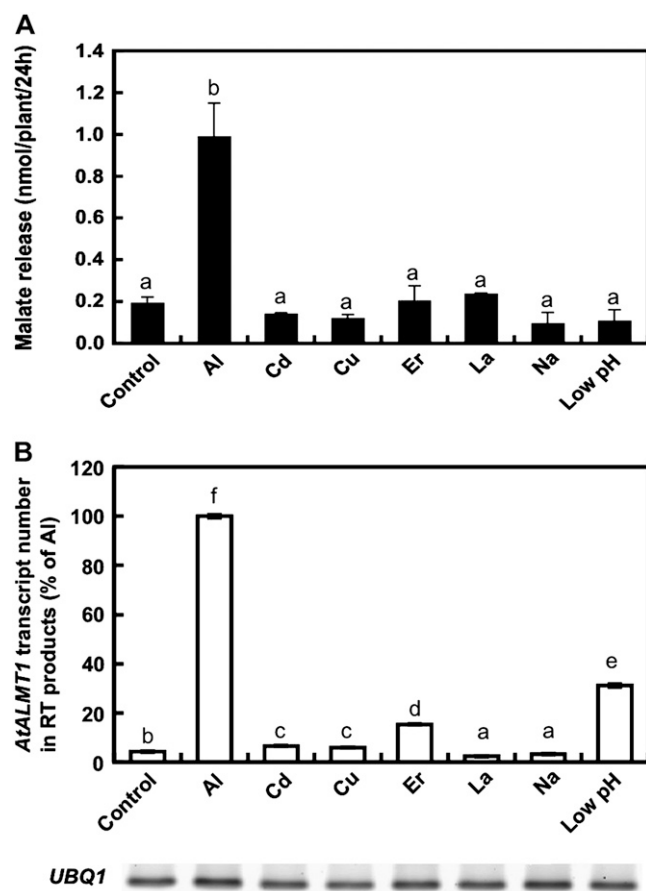 A
Malate release (nmol/plant/24h)
1.6
1.4
1.2
1.0
0.8
0.6
0.4
0.2
0.0
a
b
a
a
a
a
a
a
Control
Al
Cd
Cu
Er
La
Na
Low pH
B
AtALMT1 transcript number
in RT products (% of Al)
120
100
80
60
40
20
0
b
f
c
c
d
a
a
e
Control
Al
Cd
Cu
Er
La
Na
Low pH
UBQ1